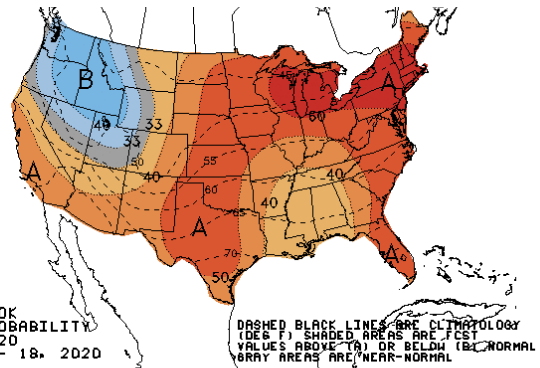 B
A
A
A
A
40
33
33
50
40
55
60
65
70
50
40
40
60
OK
OBABILITY
20
- 18, 2020
DASHED BLACK LINES ARE CLIMATOLOGY
(DEG F) SHADED AREAS ARE FCST
VALUES ABOVE (A) OR BELOW (B) NORMAL
GRAY AREAS ARE NEAR-NORMAL